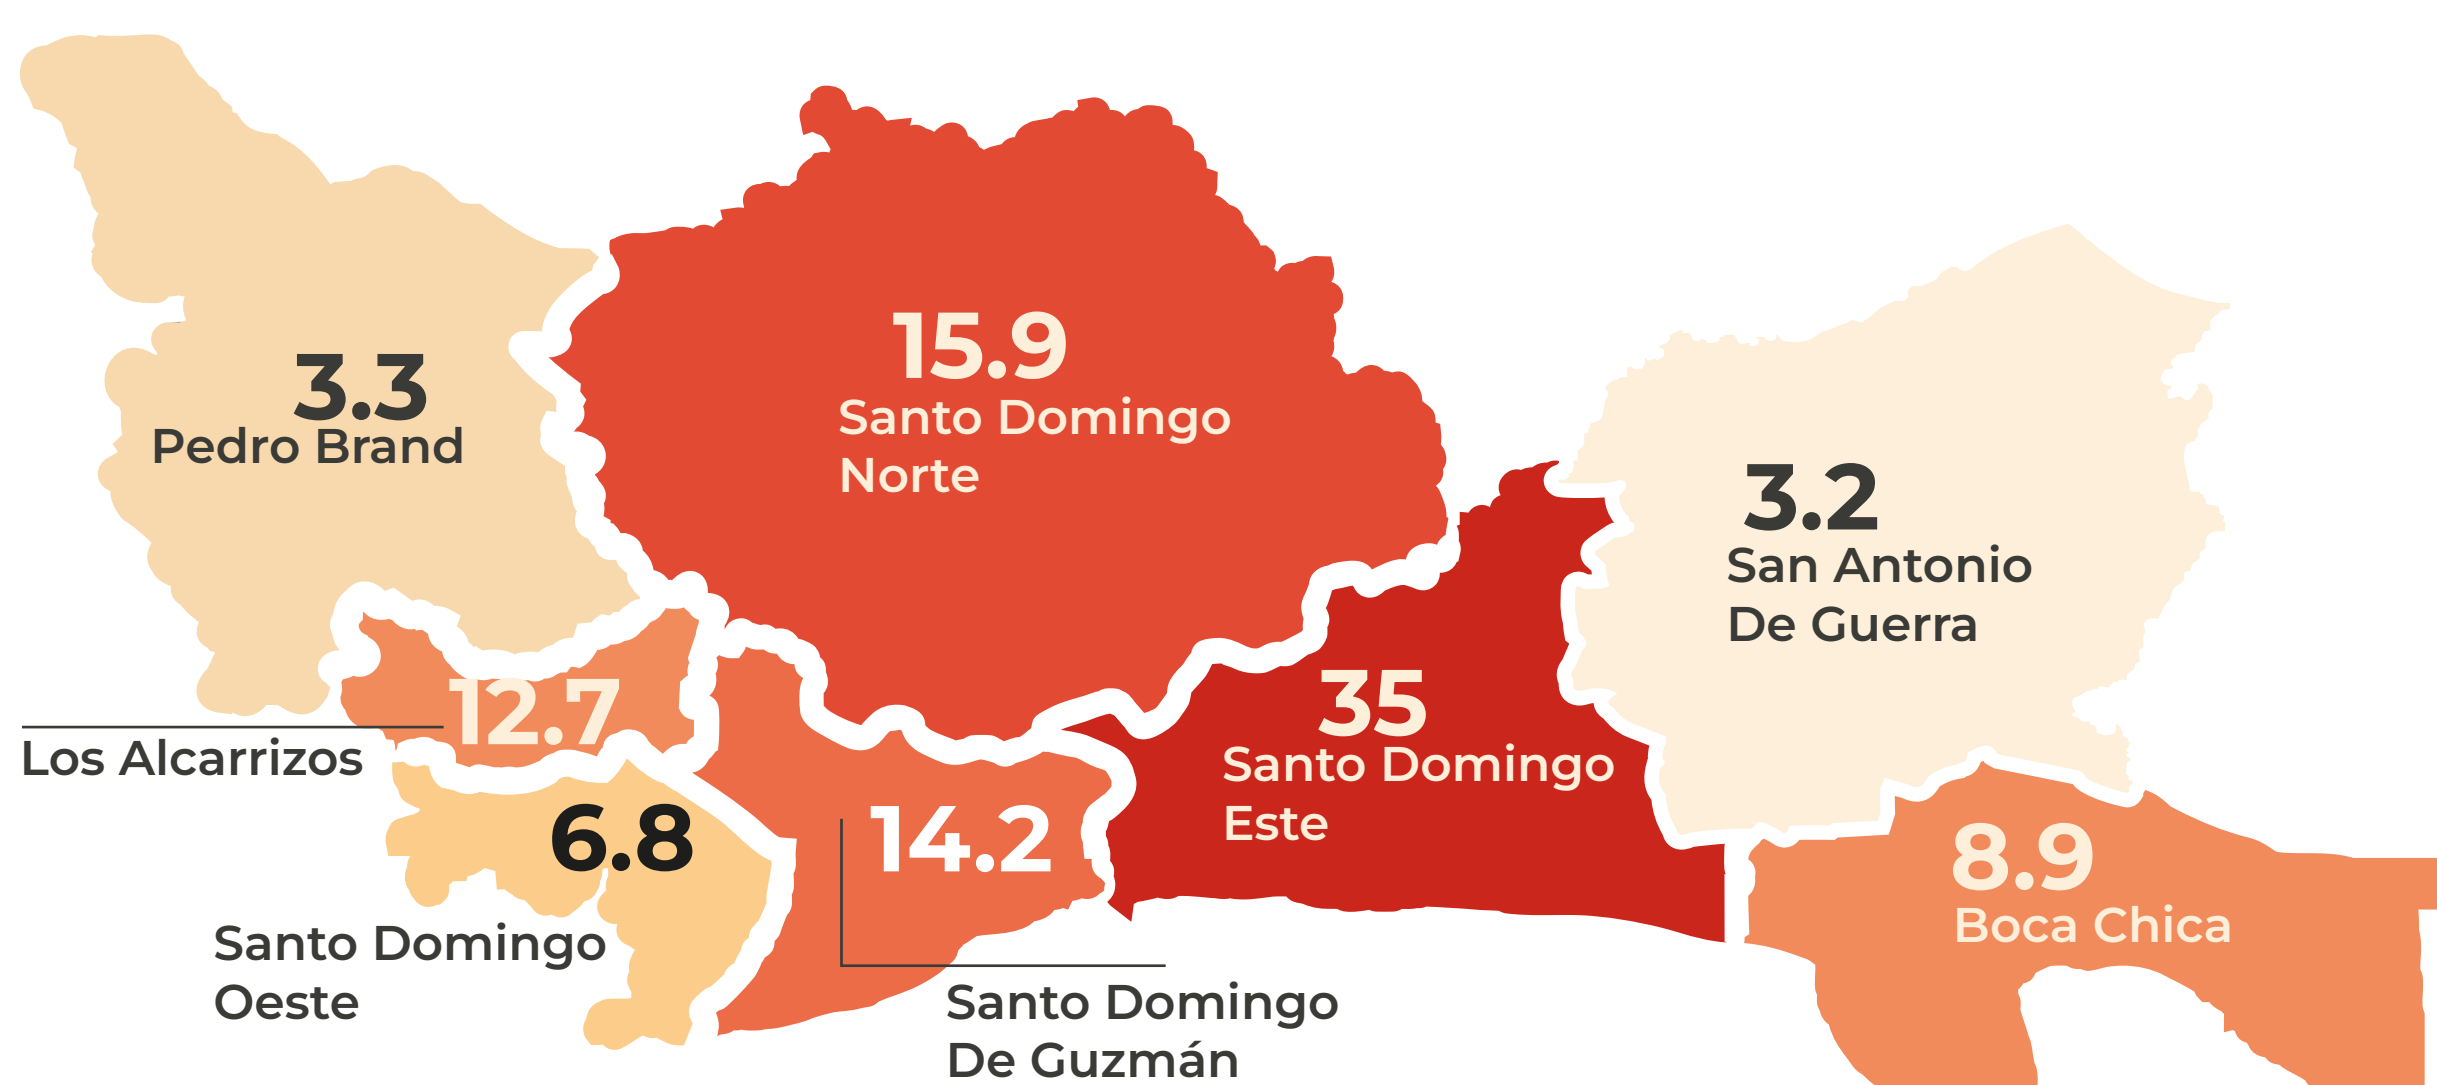 3.3
Pedro Brand
15.9
Santo Domingo
Norte
3.2
San Antonio
De Guerra
12.7
Los Alcarrizos
35
Santo Domingo
Este
6.8
Santo Domingo
Oeste
14.2
Santo Domingo
De Guzmán
8.9
Boca Chica